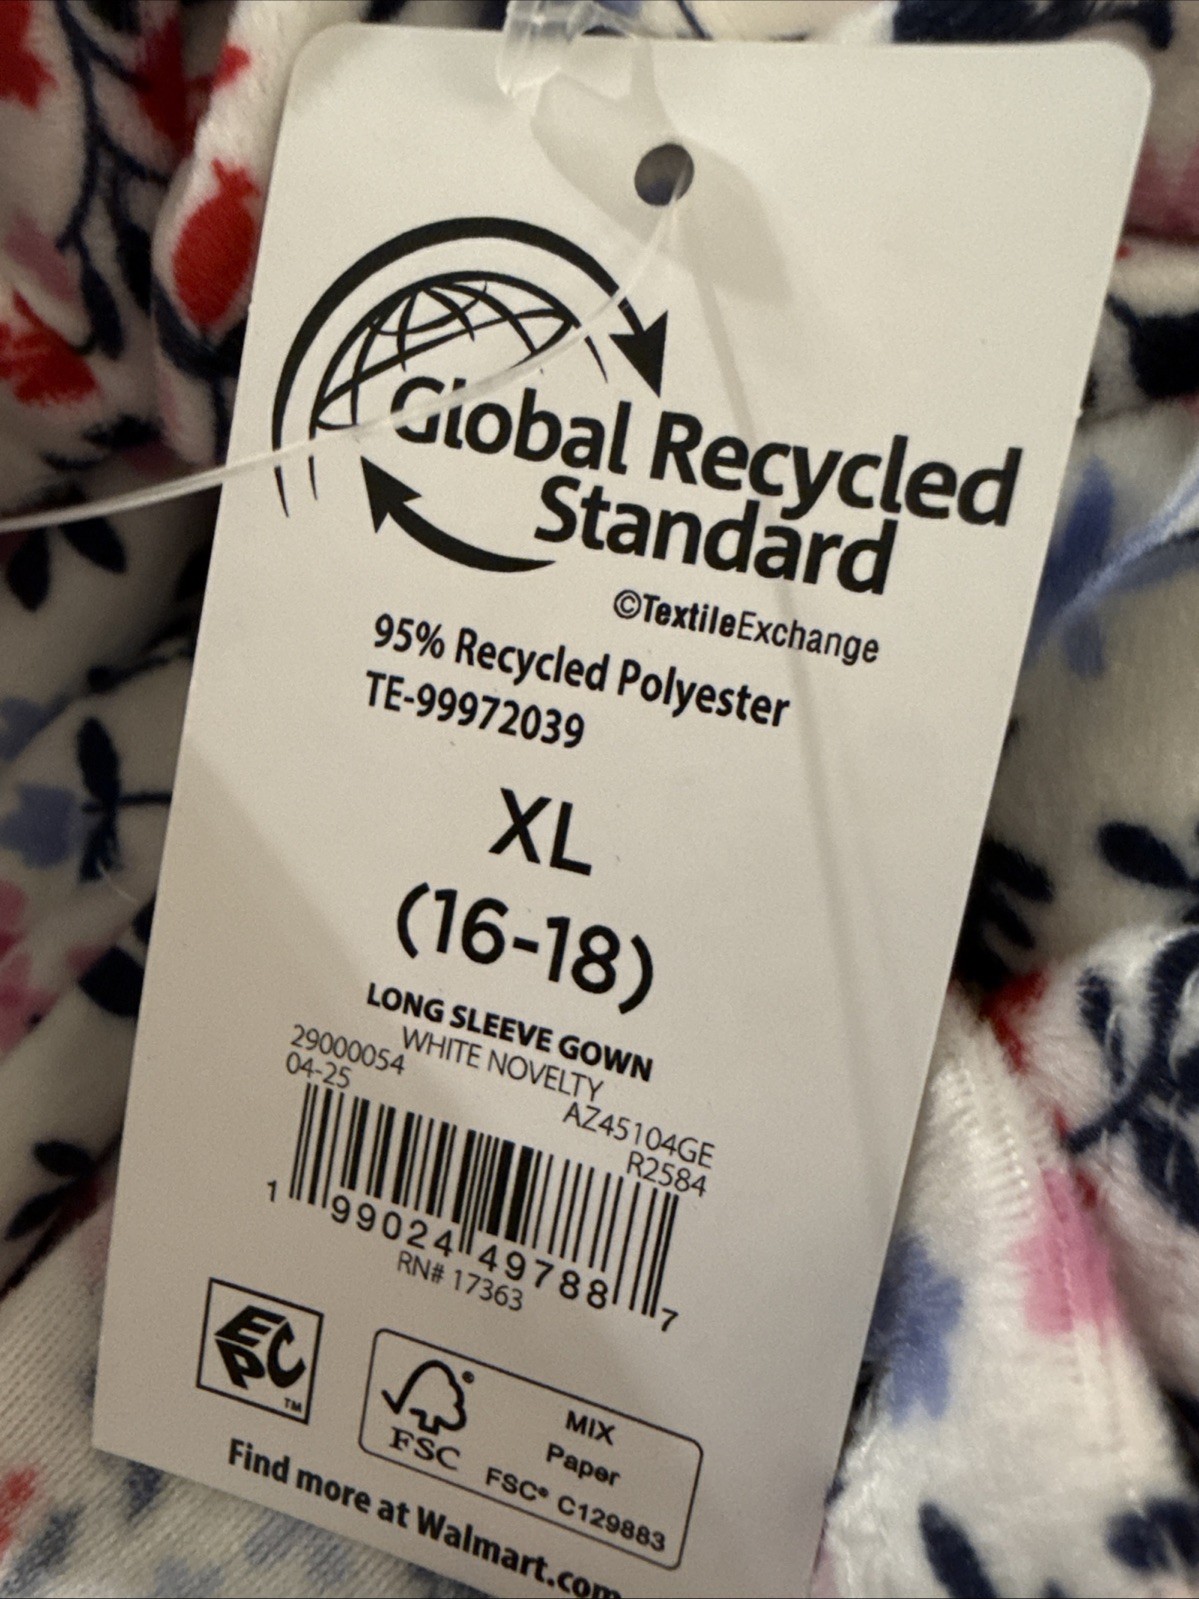 Global Recycled
Standard
©TextileExchange
95% Recycled Polyester
TE-99972039
XL
(16-18)
LONG SLEEVE GOWN
WHITE NOVELTY
29000054
04-25
AZ45104GE
R2584
1 99024 49788 7
RN# 17363
EPC
TM
FSC®
MIX
Paper
FSC® C129883
Find more at Walmart.com